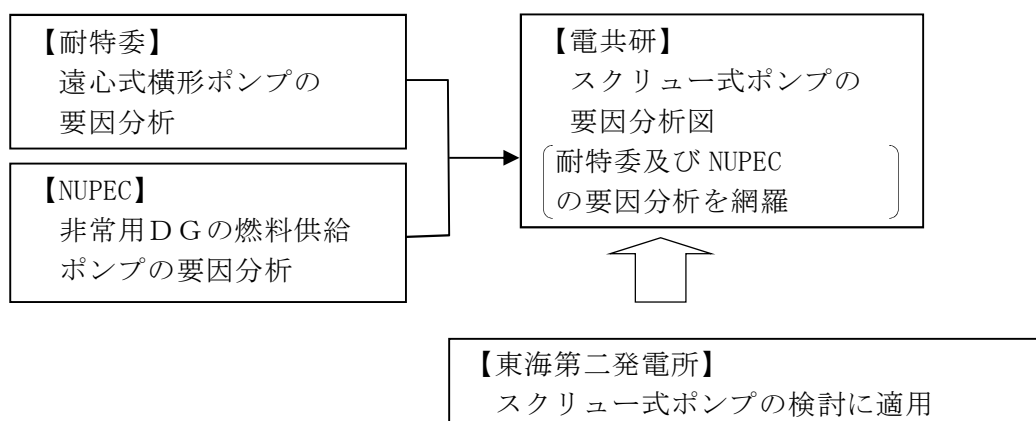 【耐特委】
遠心式横形ポンプの
要因分析
【NUPEC】
非常用ＤＧの燃料供給
ポンプの要因分析
【電共研】
スクリュー式ポンプの
要因分析図
耐特委及び NUPEC
の要因分析を網羅
【東海第二発電所】
スクリュー式ポンプの検討に適用